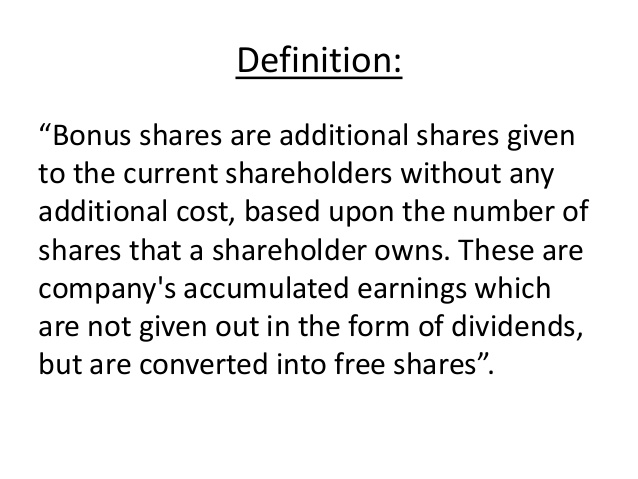 Definition:
“Bonus shares are additional shares given
to the current shareholders without any
additional cost, based upon the number of
shares that a shareholder owns. These are
company's accumulated earnings which
are not given out in the form of dividends,
but are converted into free shares”.